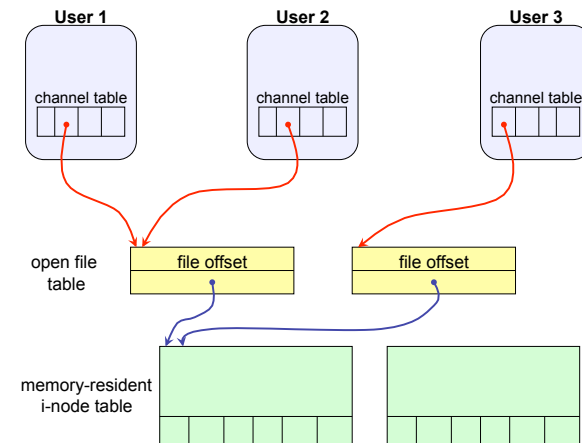 User 1 User 2 User 3
channel table channel table channel table
open file
table
file offset file offset
memory-resident
i-node table